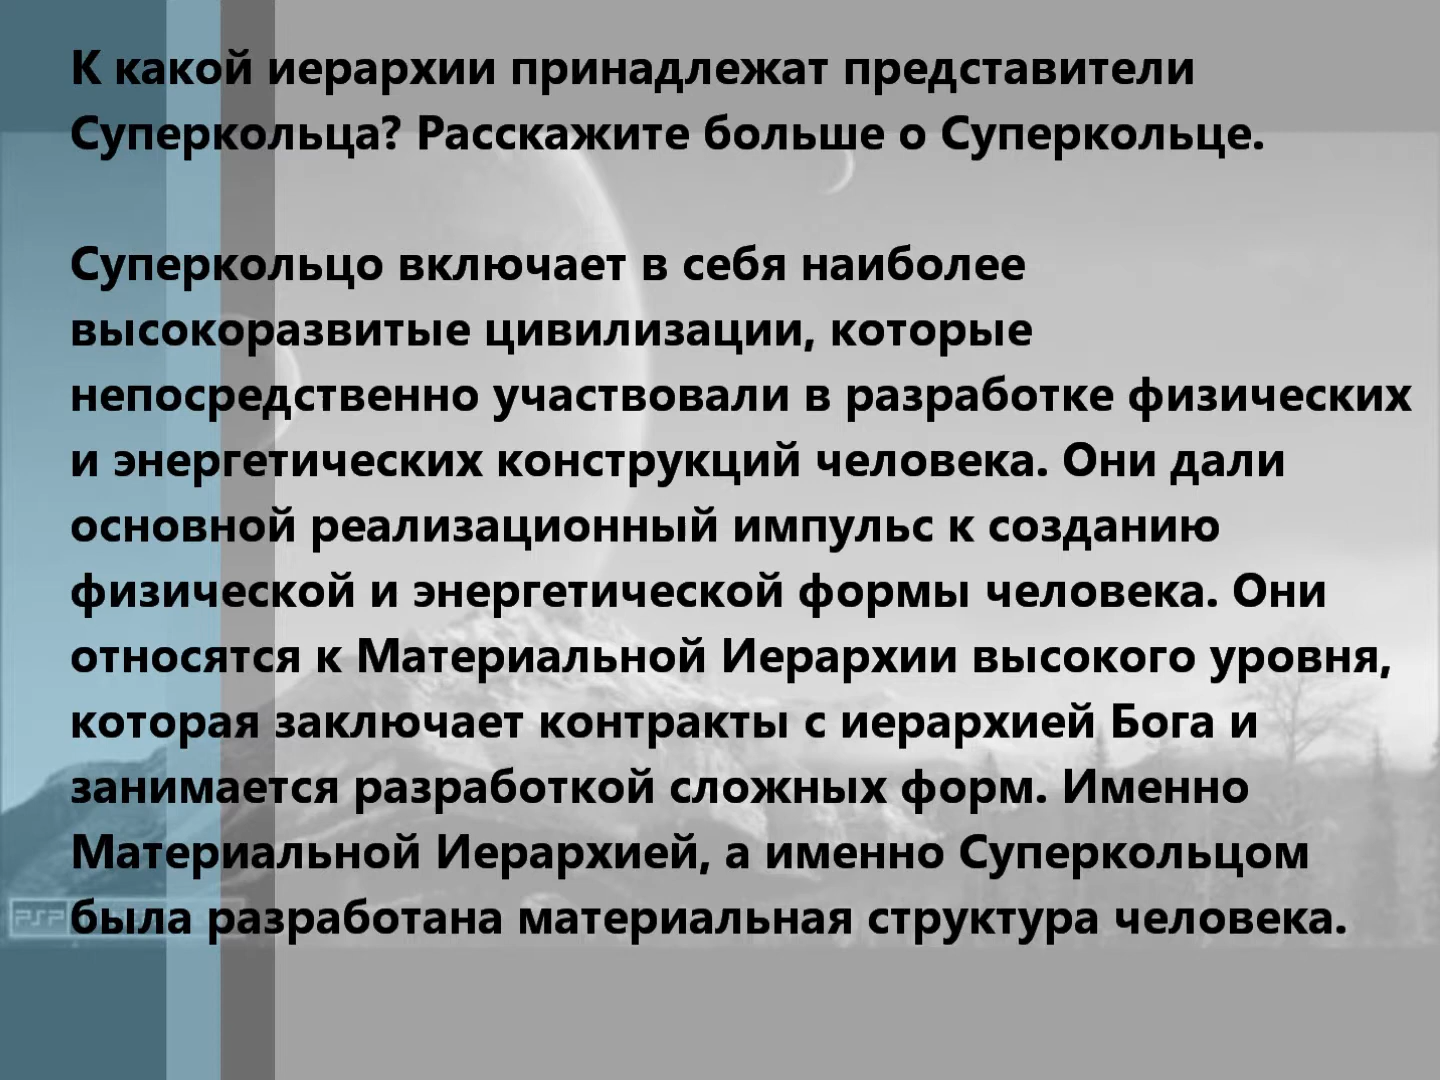 К какой иерархии принадлежат представители
Суперкольца? Расскажите больше о Суперкольце.
Суперкольцо включает в себя наиболее
высокоразвитые цивилизации, которые
непосредственно участвовали в разработке физических
и энергетических конструкций человека. Они дали
основной реализационный импульс к созданию
физической и энергетической формы человека. Они
относятся к Материальной Иерархии высокого уровня,
которая заключает контракты с иерархией Бога и
занимается разработкой сложных форм. Именно
Материальной Иерархией, а именно Суперкольцом
была разработана материальная структура человека.
PSP